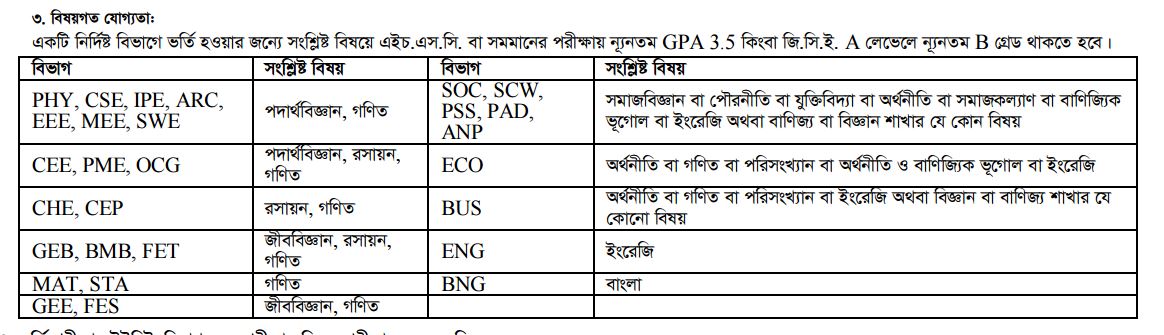 ৩. বিষয়গত যোগ্যতাঃ
একটি নির্দিষ্ট বিভাগে ভর্তি হওয়ার জন্যে সংশ্লিষ্ট বিষয়ে এইচ.এস.সি. বা সমমানের পরীক্ষায় ন্যূনতম GPA 3.5 কিংবা জি.সি.ই. A লেভেলে ন্যূনতম B গ্রেড থাকতে হবে।
বিভাগ সংশ্লিষ্ট বিষয় বিভাগ সংশ্লিষ্ট বিষয়
PHY, CSE, IPE, ARC,
EEE, MEE, SWE
পদার্থবিজ্ঞান, গণিত
SOC, SCW,
PSS, PAD,
ANP
সমাজবিজ্ঞান বা পৌরনীতি বা যুক্তিবিদ্যা বা অর্থনীতি বা সমাজকল্যাণ বা বাণিজ্যিক
ভূগোল বা ইংরেজি অথবা বাণিজ্য বা বিজ্ঞান শাখার যে কোন বিষয়
CEE, PME, OCG
পদার্থবিজ্ঞান, রসায়ন,
গণিত
ECO
অর্থনীতি বা গণিত বা পরিসংখ্যান বা অর্থনীতি ও বাণিজ্যিক ভূগোল বা ইংরেজি
CHE, CEP
রসায়ন, গণিত
BUS
অর্থনীতি বা গণিত বা পরিসংখ্যান বা ইংরেজি অথবা বিজ্ঞান বা বাণিজ্য শাখার যে
কোনো বিষয়
GEB, BMB, FET
জীববিজ্ঞান, রসায়ন,
গণিত
ENG
ইংরেজি
MAT, STA
গণিত
BNG
বাংলা
GEE, FES
জীববিজ্ঞান, গণিত